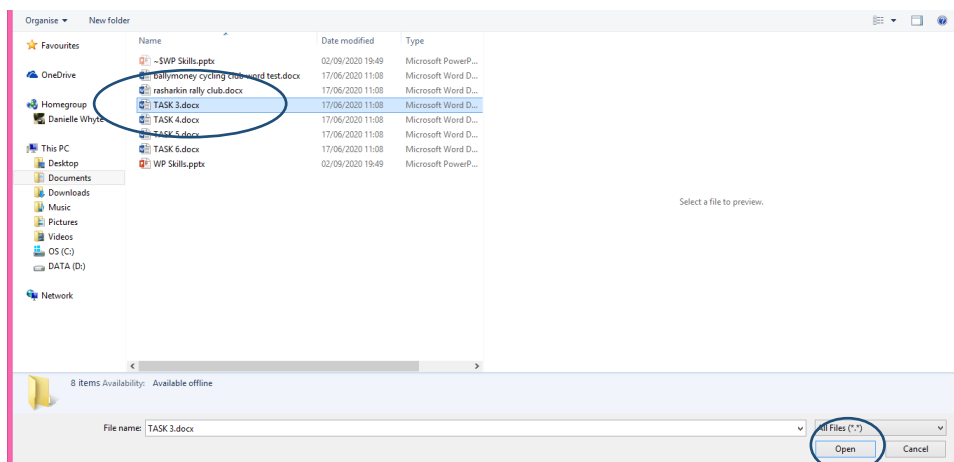 Organise New folder
Favourites
OneDrive
Homegroup
Danielle Whyte
This PC
Desktop
Documents
Downloads
Music
Pictures
Videos
OS (C:)
DATA (D:)
Network
Name Date modified Type
~$WP Skills.pptx 02/09/2020 19:49 Microsoft PowerP...
ballymoney cycling club word test.docx 17/06/2020 11:08 Microsoft Word D...
rasharkin rally club.docx 17/06/2020 11:08 Microsoft Word D...
TASK 3.docx 17/06/2020 11:08 Microsoft Word D...
TASK 4.docx 17/06/2020 11:08 Microsoft Word D...
TASK 5.docx 17/06/2020 11:08 Microsoft Word D...
TASK 6.docx 17/06/2020 11:08 Microsoft Word D...
WP Skills.pptx 02/09/2020 19:49 Microsoft PowerP...
Select a file to preview.
8 items Availability: Available offline
File name: TASK 3.docx All Files (*.*)
Open Cancel